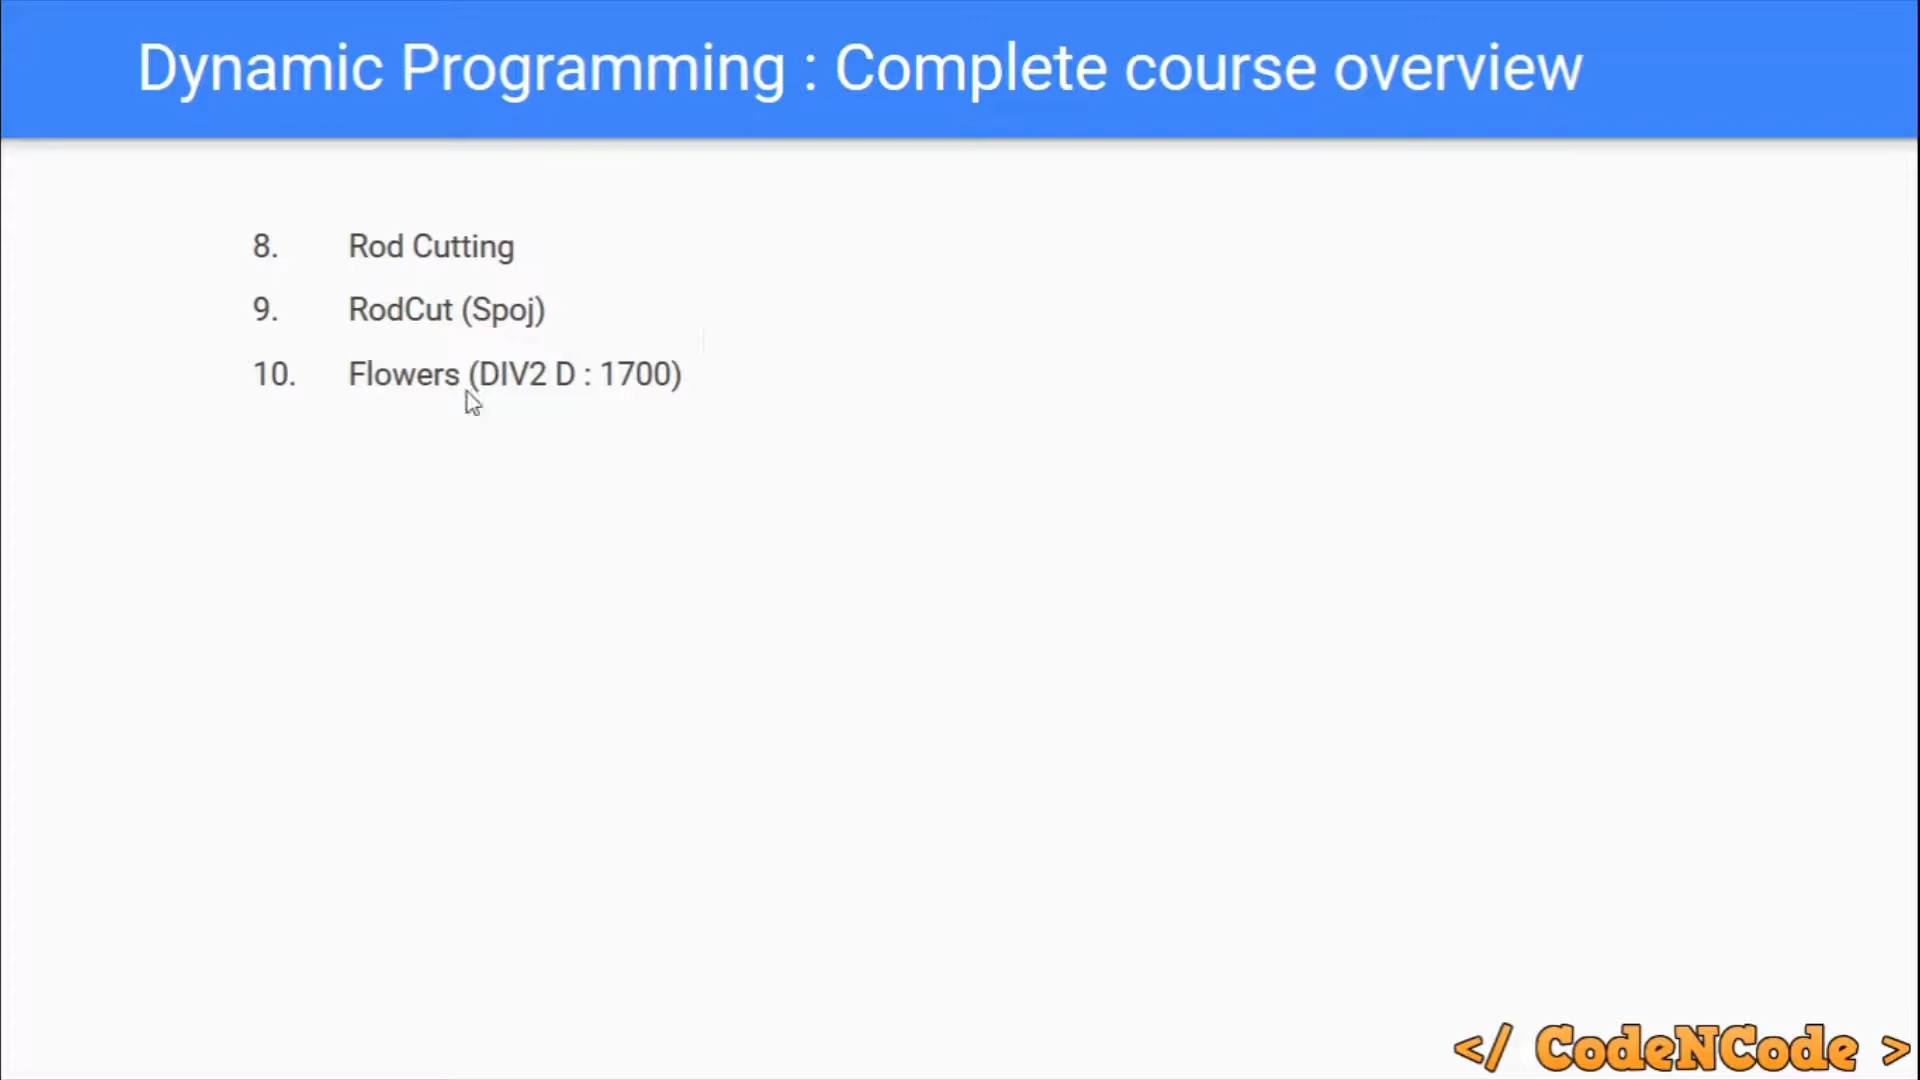 Dynamic Programming : Complete course overview
8. Rod Cutting
9. RodCut (Spoj)
10. Flowers (DIV2 D : 1700)
</ CodeNCode >